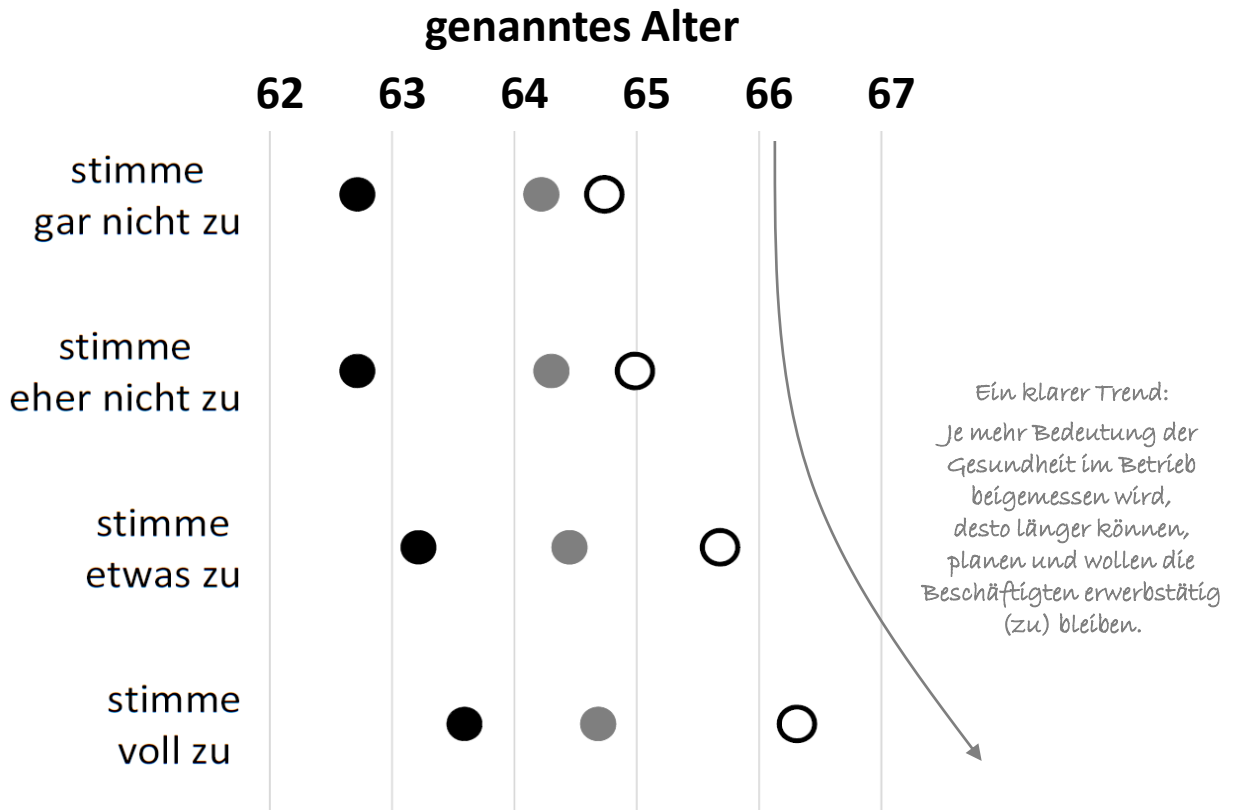 genanntes Alter
62 63 64 65 66 67
stimme
gar nicht zu
stimme
eher nicht zu
stimme
etwas zu
stimme
voll zu
Ein klarer Trend:
Je mehr Bedeutung der
Gesundheit im Betrieb
beigemessen wird,
desto länger können,
planen und wollen die
Beschäftigten erwerbstätig
(zu) bleiben.